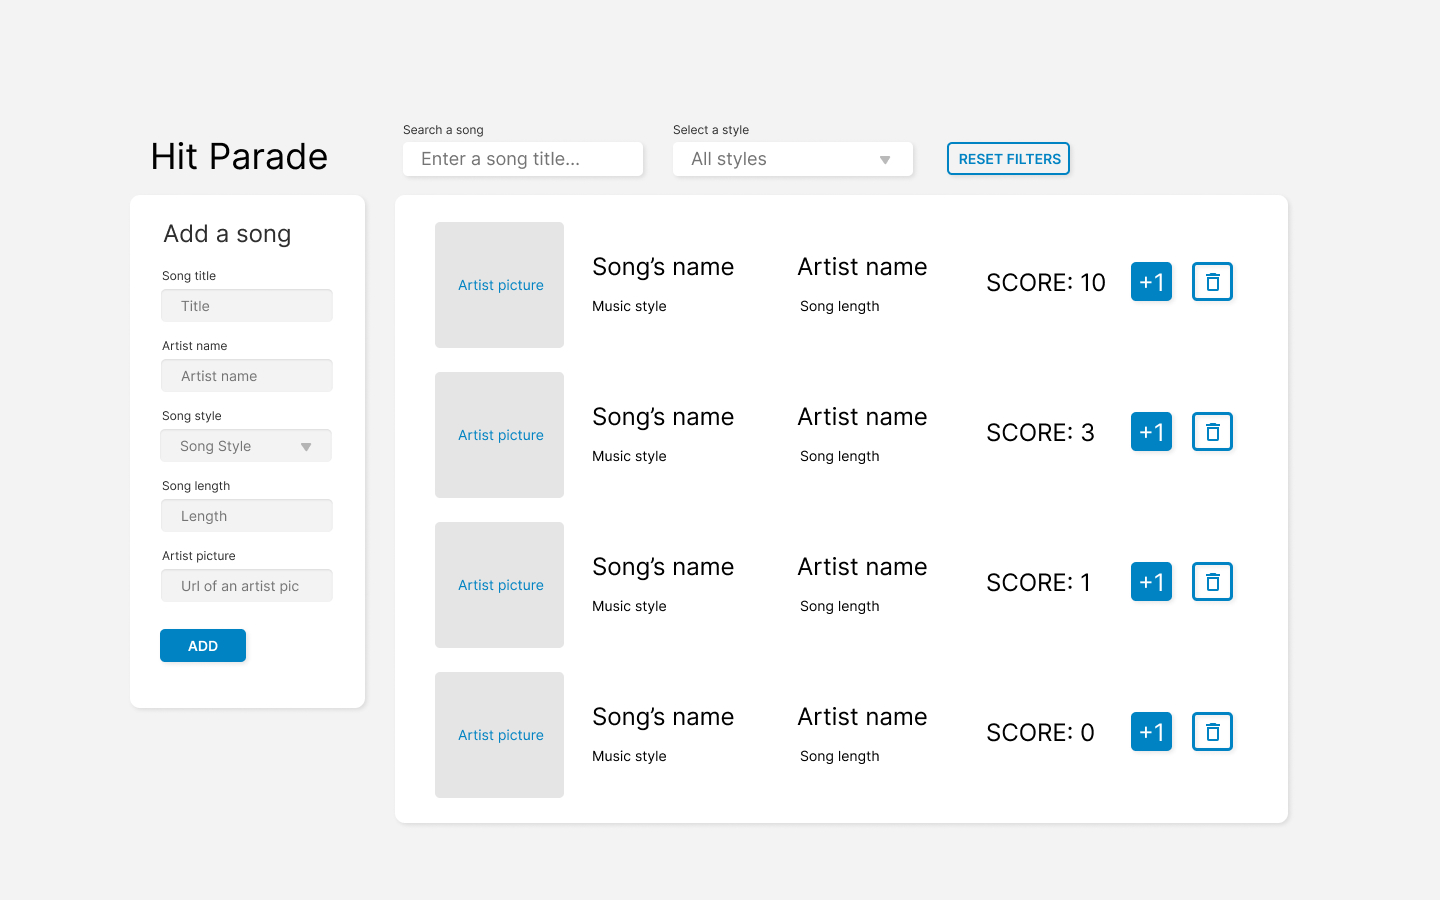 Hit Parade
Search a song
Enter a song title...
Select a style
All styles
RESET FILTERS
Add a song
Song title
Title
Artist name
Artist name
Song style
Song Style
Song length
Length
Artist picture
Url of an artist pic
ADD
Artist picture
Song’s name
Music style
Artist name
Song length
SCORE: 10
+1
Artist picture
Song’s name
Music style
Artist name
Song length
SCORE: 3
+1
Artist picture
Song’s name
Music style
Artist name
Song length
SCORE: 1
+1
Artist picture
Song’s name
Music style
Artist name
Song length
SCORE: 0
+1